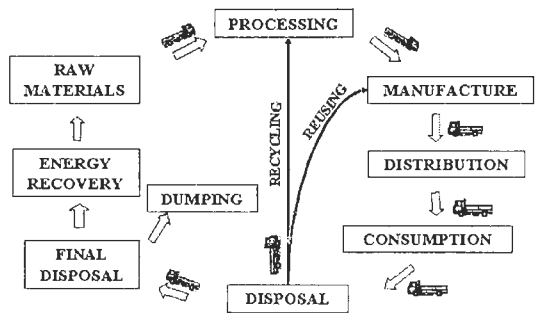 PROCESSING
RAW
MATERIALS
MANUFACTURE
RECYCLING
REUSING
ENERGY
RECOVERY
DISTRIBUTION
DUMPING
FINAL
DISPOSAL
CONSUMPTION
DISPOSAL